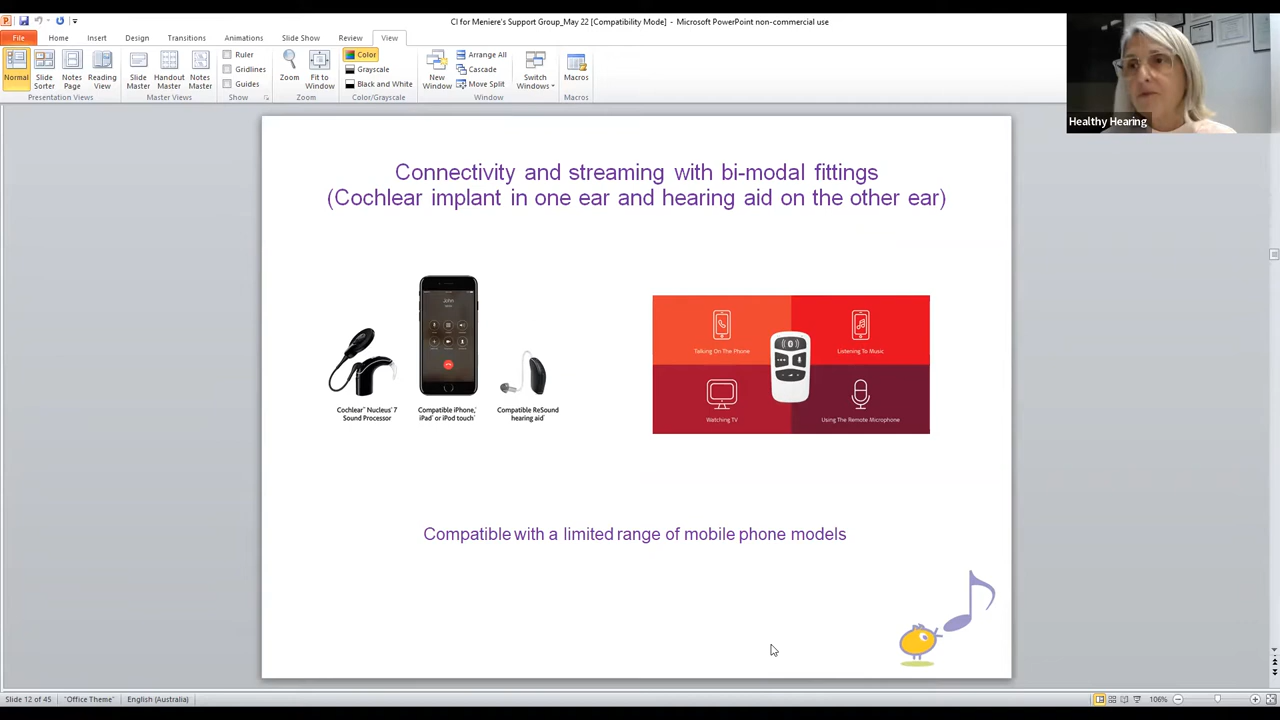 CI for Meniere's Support Group_May 22 [Compatibility Mode] - Microsoft PowerPoint non-commercial use
File Home Insert Design Transitions Animations Slide Show Review View
Normal
Slide Sorter
Notes Page
Reading View
Presentation Views
Slide Master
Handout Master
Notes Master
Master Views
Ruler
Gridlines
Guides
Show
Zoom
Fit to Window
Zoom
Color
Grayscale
Black and White
Color/Grayscale
New Window
Arrange All
Cascade
Move Split
Switch Windows
Window
Macros
Macros
Healthy Hearing
Connectivity and streaming with bi-modal fittings
(Cochlear implant in one ear and hearing aid on the other ear)
John
Cochlear™ Nucleus® 7
Sound Processor
Compatible iPhone,
iPad or iPod touch
Compatible ReSound
hearing aid
Talking On The Phone
Listening To Music
Watching TV
Using The Remote Microphone
Compatible with a limited range of mobile phone models
Slide 12 of 45 "Office Theme" English (Australia) 106%